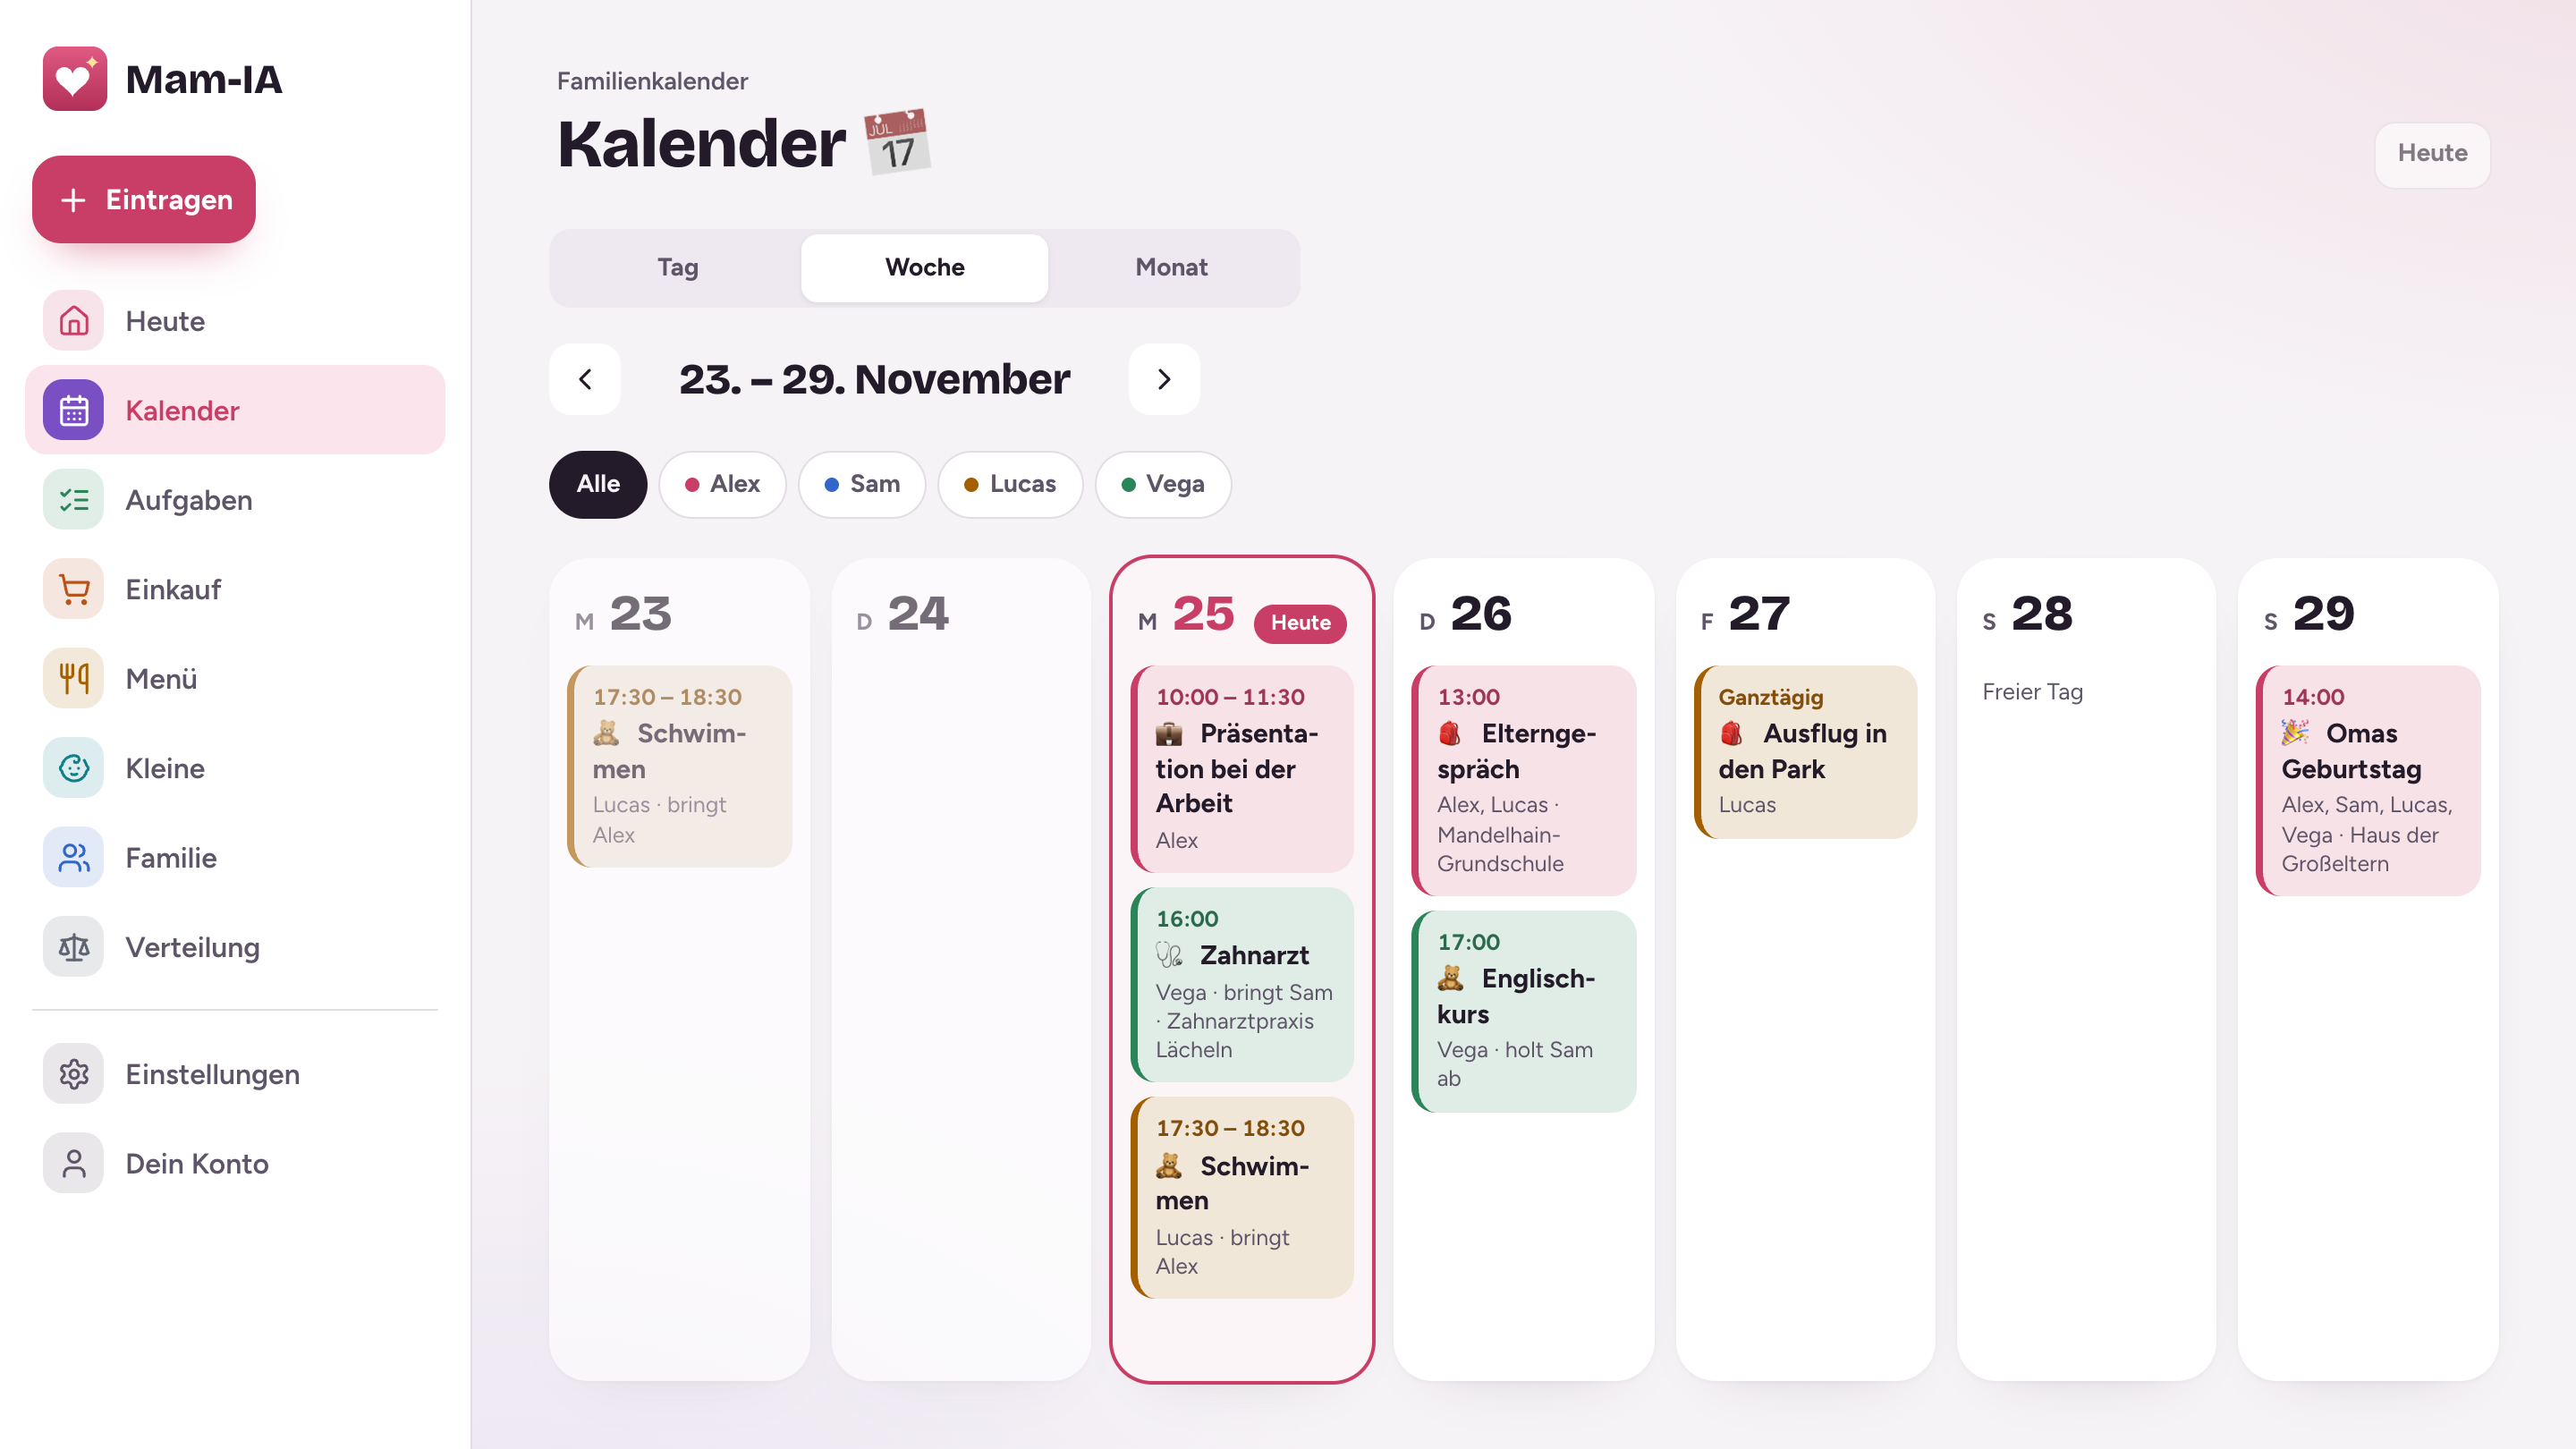 Mam-IA
Eintragen
Heute
Kalender
Aufgaben
Einkauf
Menü
Kleine
Familie
Verteilung
Einstellungen
Dein Konto
Familienkalender
Kalender
JUL
17
Heute
Tag
Woche
Monat
23. – 29. November
Alle
Alex
Sam
Lucas
Vega
M 23
17:30 – 18:30
Schwim-
men
Lucas · bringt
Alex
D 24
M 25 Heute
10:00 – 11:30
Präsenta-
tion bei der
Arbeit
Alex
16:00
Zahnarzt
Vega · bringt Sam
· Zahnarztpraxis
Lächeln
17:30 – 18:30
Schwim-
men
Lucas · bringt
Alex
D 26
13:00
Elternge-
spräch
Alex, Lucas ·
Mandelhain-
Grundschule
17:00
Englisch-
kurs
Vega · holt Sam
ab
F 27
Ganztägig
Ausflug in
den Park
Lucas
S 28
Freier Tag
S 29
14:00
Omas
Geburtstag
Alex, Sam, Lucas,
Vega · Haus der
Großeltern